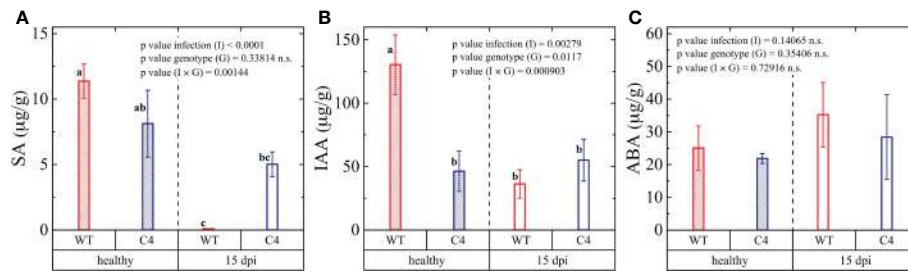 A
SA (µg/g)
15
10
5
0
p value infection (I) < 0.0001
p value genotype (G) = 0.33814 n.s.
p value (I × G) = 0.00144
a
ab
c
bc
WT
C4
WT
C4
healthy
15 dpi
B
IAA (µg/g)
150
100
50
0
p value infection (I) = 0.00279
p value genotype (G) = 0.0117
p value (I × G) = 0.000903
a
b
b
b
WT
C4
WT
C4
healthy
15 dpi
C
ABA (µg/g)
60
50
40
30
20
10
0
p value infection (I) = 0.14065 n.s.
p value genotype (G) = 0.35406 n.s.
p value (I × G) = 0.72916 n.s.
WT
C4
WT
C4
healthy
15 dpi